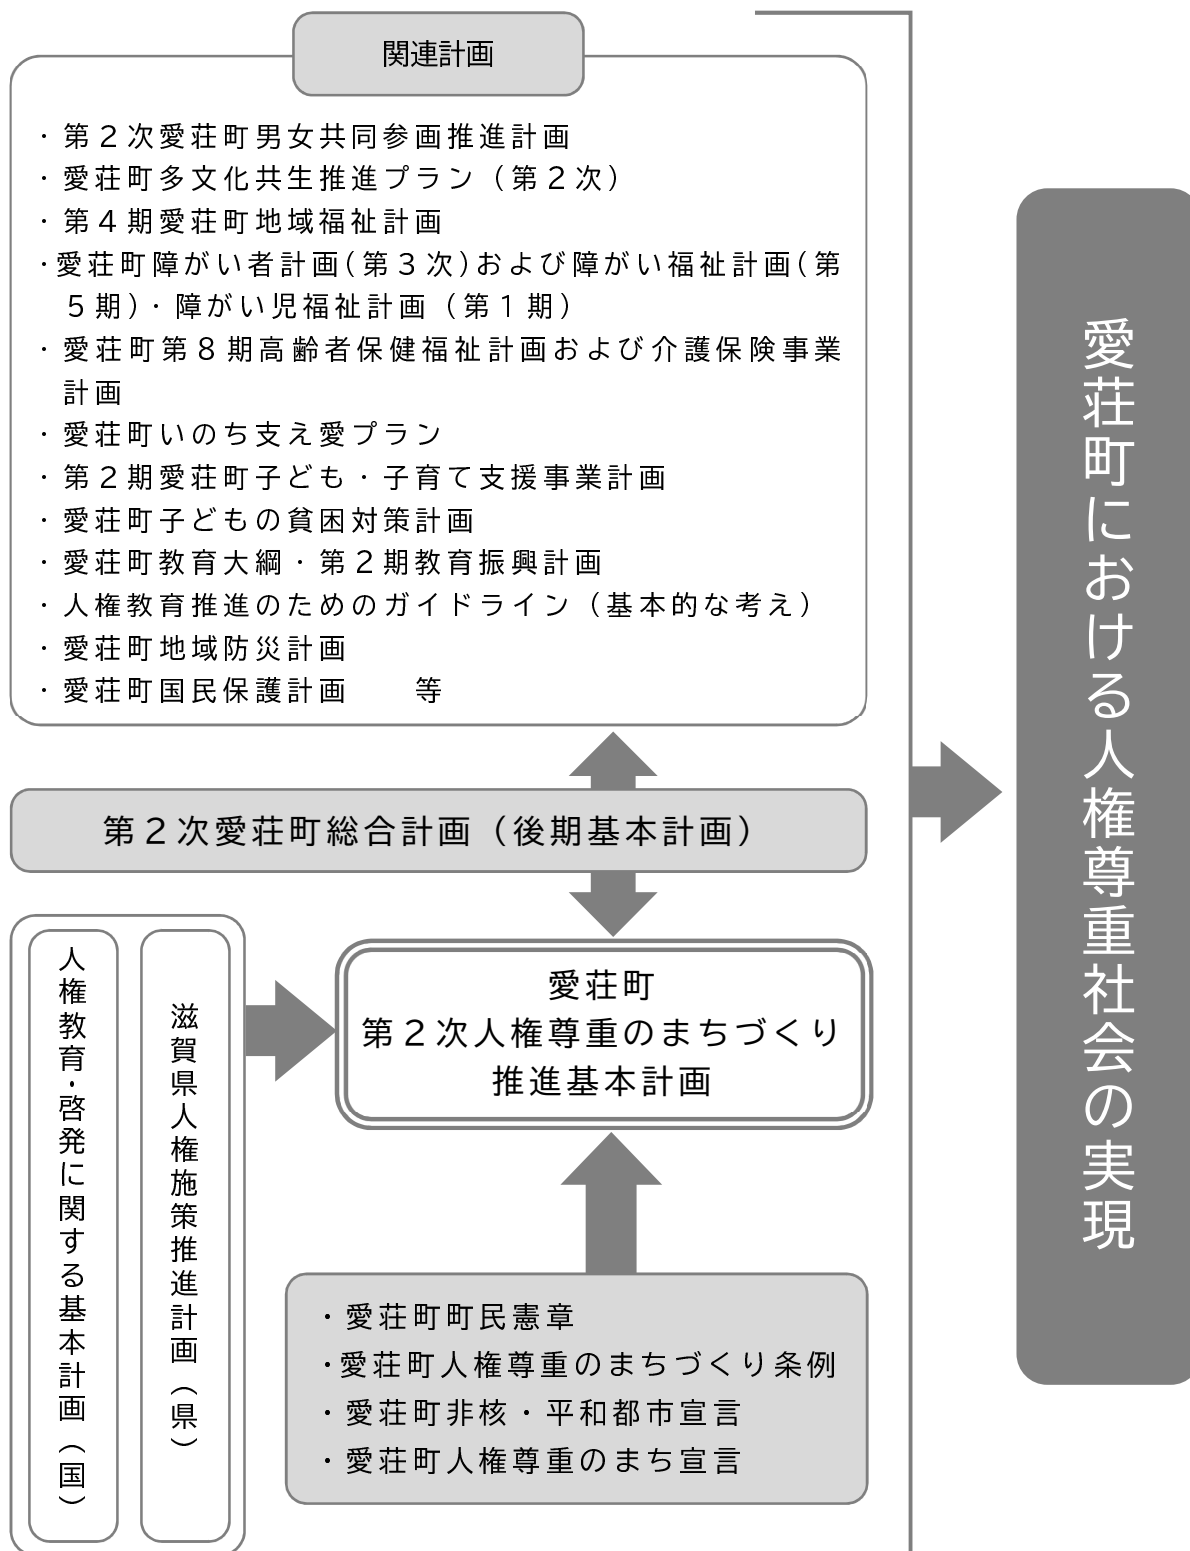 関連計画
・第２次愛荘町男女共同参画推進計画
・愛荘町多文化共生推進プラン（第２次）
・第４期愛荘町地域福祉計画
・愛荘町障がい者計画(第３次)および障がい福祉計画(第
５期)・障がい児福祉計画（第１期）
・愛荘町第８期高齢者保健福祉計画および介護保険事業
計画
・愛荘町いのち支え愛プラン
・第２期愛荘町子ども・子育て支援事業計画
・愛荘町子どもの貧困対策計画
・愛荘町教育大綱・第２期教育振興計画
・人権教育推進のためのガイドライン（基本的な考え）
・愛荘町地域防災計画
・愛荘町国民保護計画　　等
第２次愛荘町総合計画（後期基本計画）
人権教育・啓発に関する基本計画（国）
滋賀県人権施策推進計画（県）
愛荘町
第２次人権尊重のまちづくり
推進基本計画
・愛荘町町民憲章
・愛荘町人権尊重のまちづくり条例
・愛荘町非核・平和都市宣言
・愛荘町人権尊重のまち宣言
愛荘町における人権尊重社会の実現